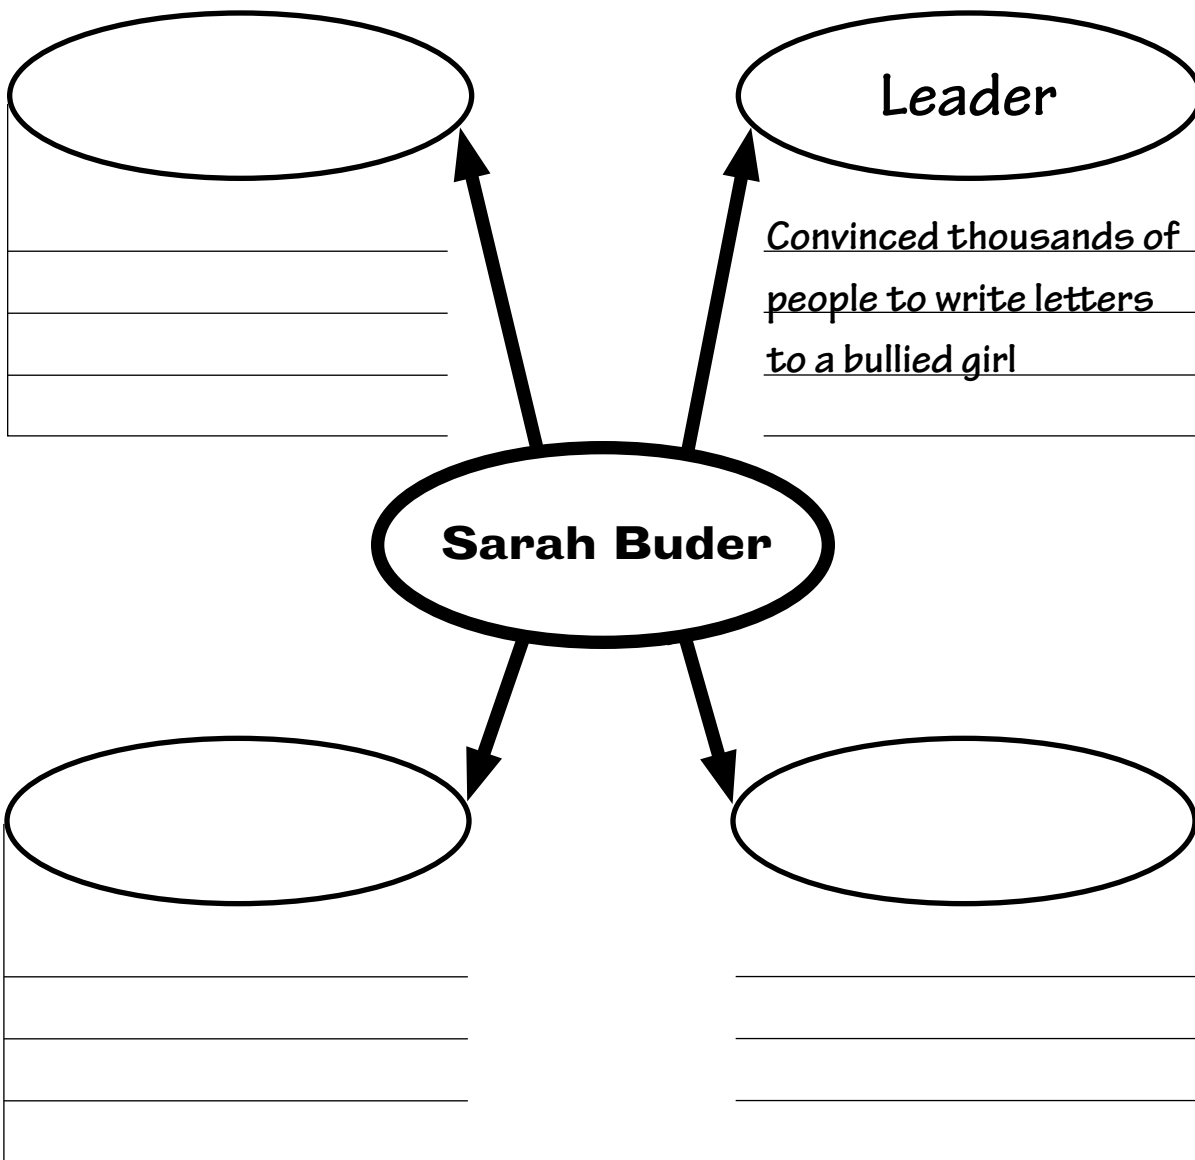 Leader
Convinced thousands of
people to write letters
to a bullied girl
Sarah Buder